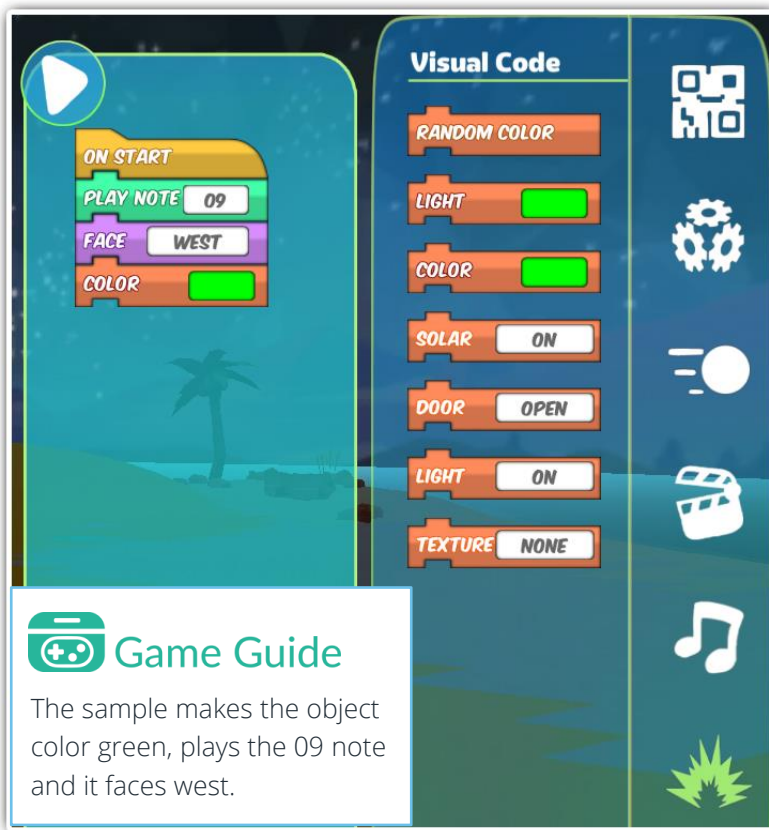 ON START
PLAY NOTE 09
FACE WEST
COLOR
Visual Code
RANDOM COLOR
LIGHT
COLOR
SOLAR ON
DOOR OPEN
LIGHT ON
TEXTURE NONE
Game Guide
The sample makes the object
color green, plays the 09 note
and it faces west.